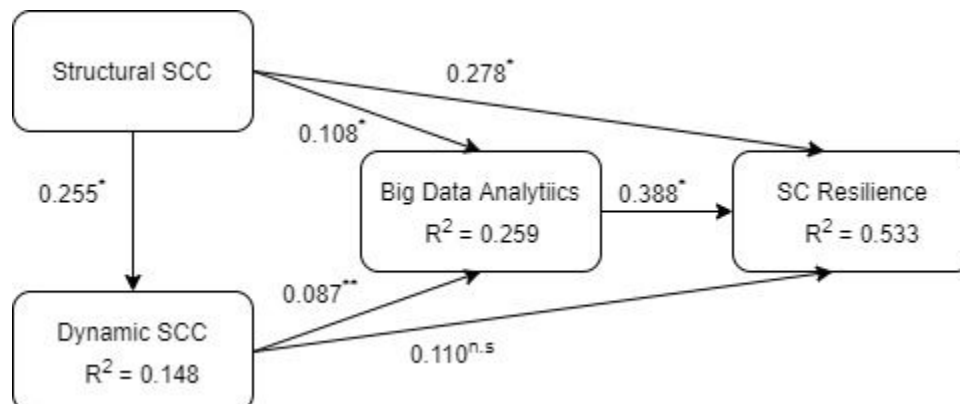 Structural SCC
0.278*
0.108*
0.255*
Big Data Analytiics
R² = 0.259
0.388*
SC Resilience
R² = 0.533
0.087**
Dynamic SCC
R² = 0.148
0.110ⁿ·ˢ